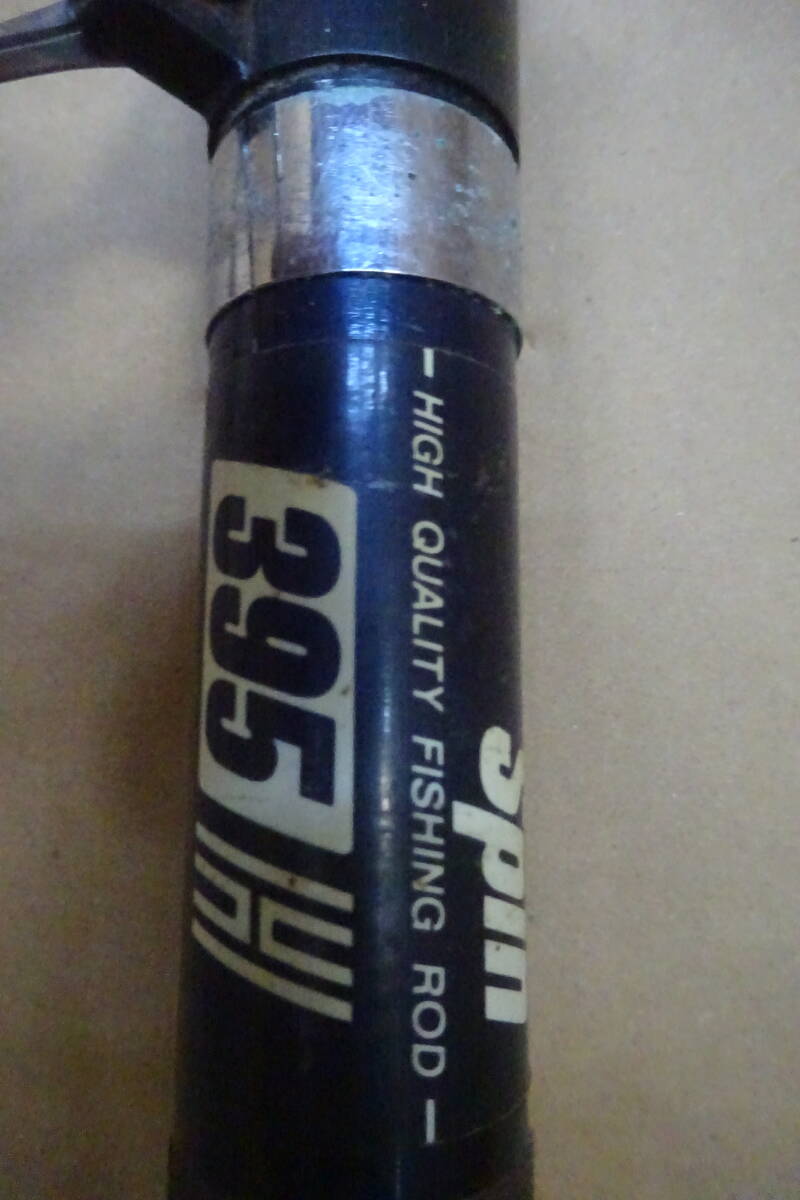 spin
— HIGH QUALITY FISHING ROD —
395 H